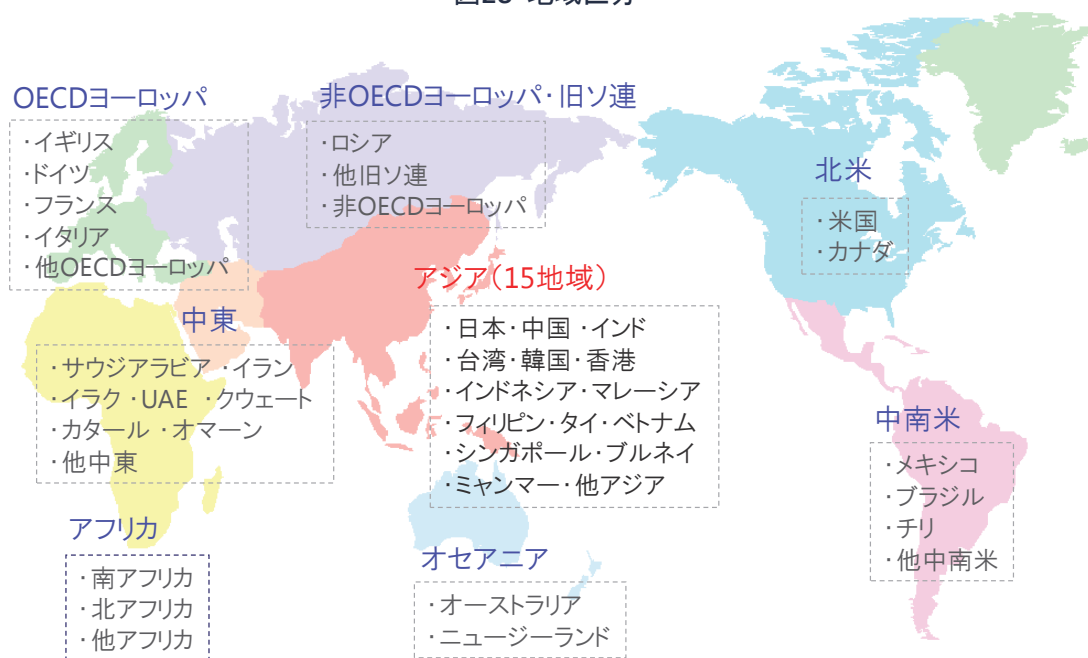 OECDヨーロッパ
・イギリス
・ドイツ
・フランス
・イタリア
・他OECDヨーロッパ
非OECDヨーロッパ・旧ソ連
・ロシア
・他旧ソ連
・非OECDヨーロッパ
北米
・米国
・カナダ
アジア（15地域）
・日本・中国・インド
・台湾・韓国・香港
・インドネシア・マレーシア
・フィリピン・タイ・ベトナム
・シンガポール・ブルネイ
・ミャンマー・他アジア
中東
・サウジアラビア・イラン
・イラク・UAE・クウェート
・カタール・オマーン
・他中東
中南米
・メキシコ
・ブラジル
・チリ
・他中南米
アフリカ
・南アフリカ
・北アフリカ
・他アフリカ
オセアニア
・オーストラリア
・ニュージーランド